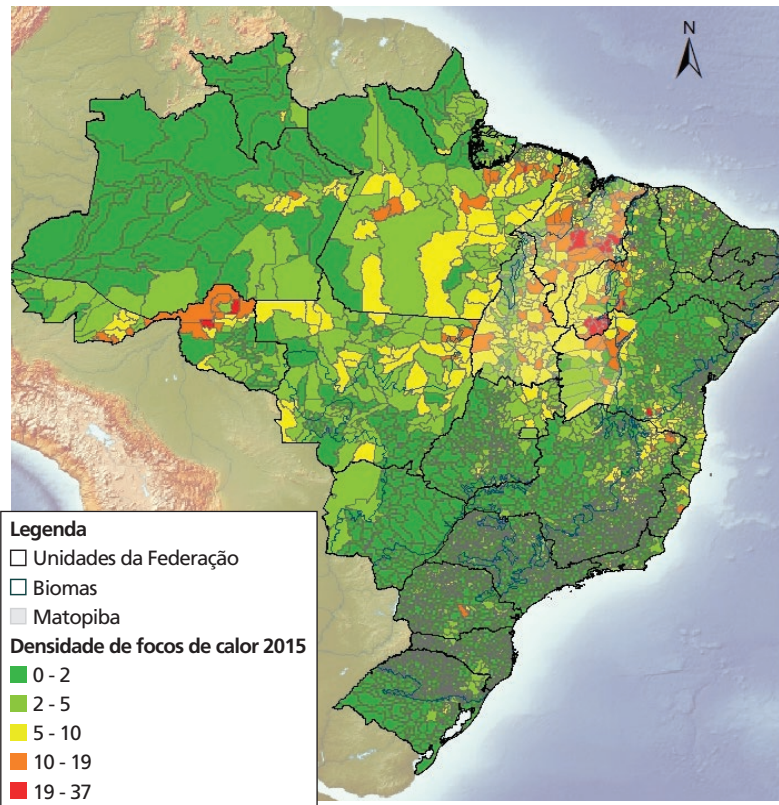 N
Legenda
Unidades da Federação
Biomas
Matopiba
Densidade de focos de calor 2015
0 - 2
2 - 5
5 - 10
10 - 19
19 - 37